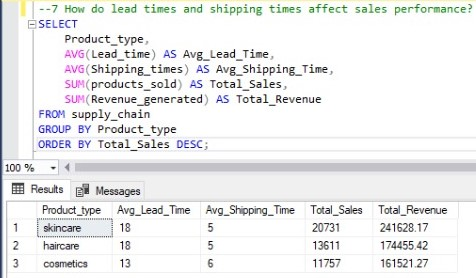 --7 How do lead times and shipping times affect sales performance?
SELECT
Product_type,
AVG(Lead_time) AS Avg_Lead_Time,
AVG(Shipping_times) AS Avg_Shipping_Time,
SUM(products_sold) AS Total_Sales,
SUM(Revenue_generated) AS Total_Revenue
FROM supply_chain
GROUP BY Product_type
ORDER BY Total_Sales DESC;
100 %
Results Messages
Product_type Avg_Lead_Time Avg_Shipping_Time Total_Sales Total_Revenue
1 skincare 18 5 20731 241628.17
2 haircare 18 5 13611 174455.42
3 cosmetics 13 6 11757 161521.27